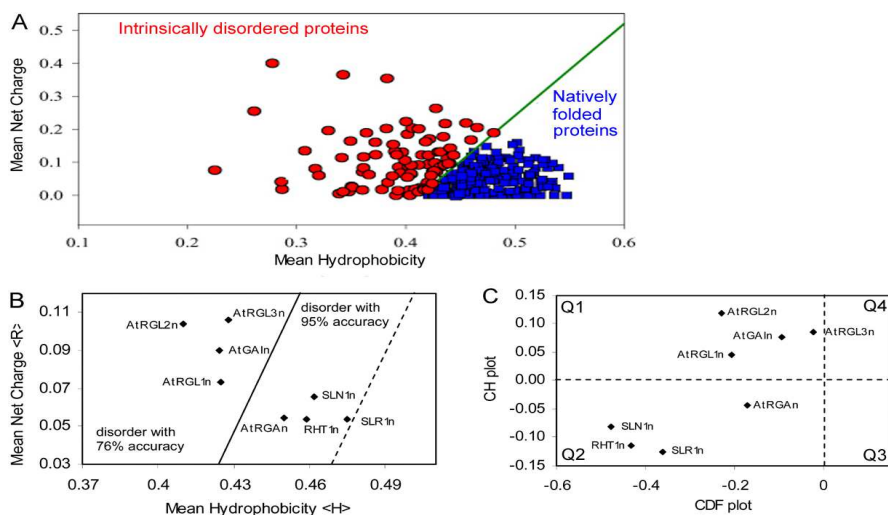 A
Intrinsically disordered proteins
Natively
folded
proteins
Mean Net Charge
0.5
0.4
0.3
0.2
0.1
0.0
0.1
0.2
0.3
0.4
0.5
0.6
Mean Hydrophobicity
B
disorder with
95% accuracy
AtRGL2n
AtRGL3n
AtGAIn
AtRGL1n
SLN1n
AtRGAn
RHT1n
SLR1n
disorder with
76% accuracy
Mean Net Charge <R>
0.11
0.09
0.07
0.05
0.03
0.37
0.4
0.43
0.46
0.49
Mean Hydrophobicity <H>
C
Q1
Q4
AtRGL2n
AtGAIn
AtRGL3n
AtRGL1n
AtRGAn
SLN1n
RHT1n
SLR1n
Q2
Q3
CH plot
0.15
0.10
0.05
0.00
-0.05
-0.10
-0.15
-0.6
-0.4
-0.2
0
CDF plot